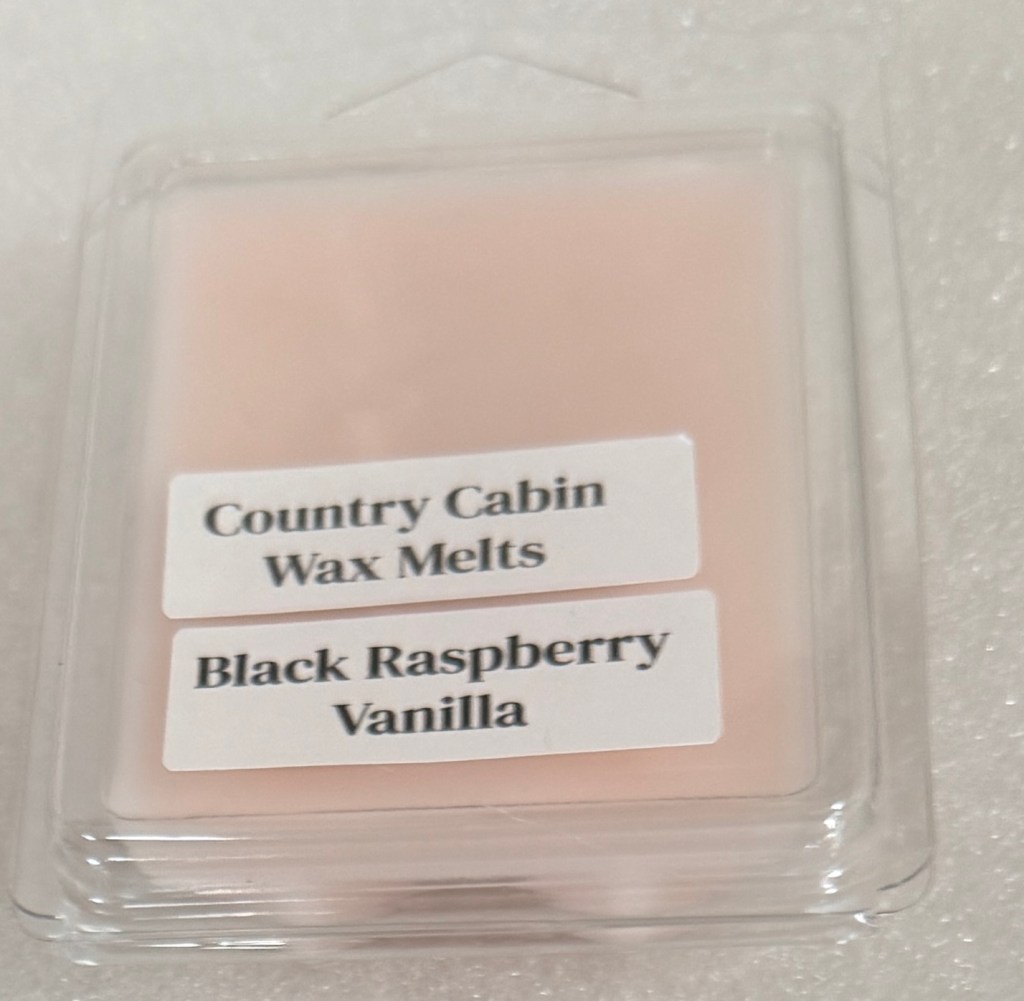 Country Cabin
Wax Melts
Black Raspberry
Vanilla